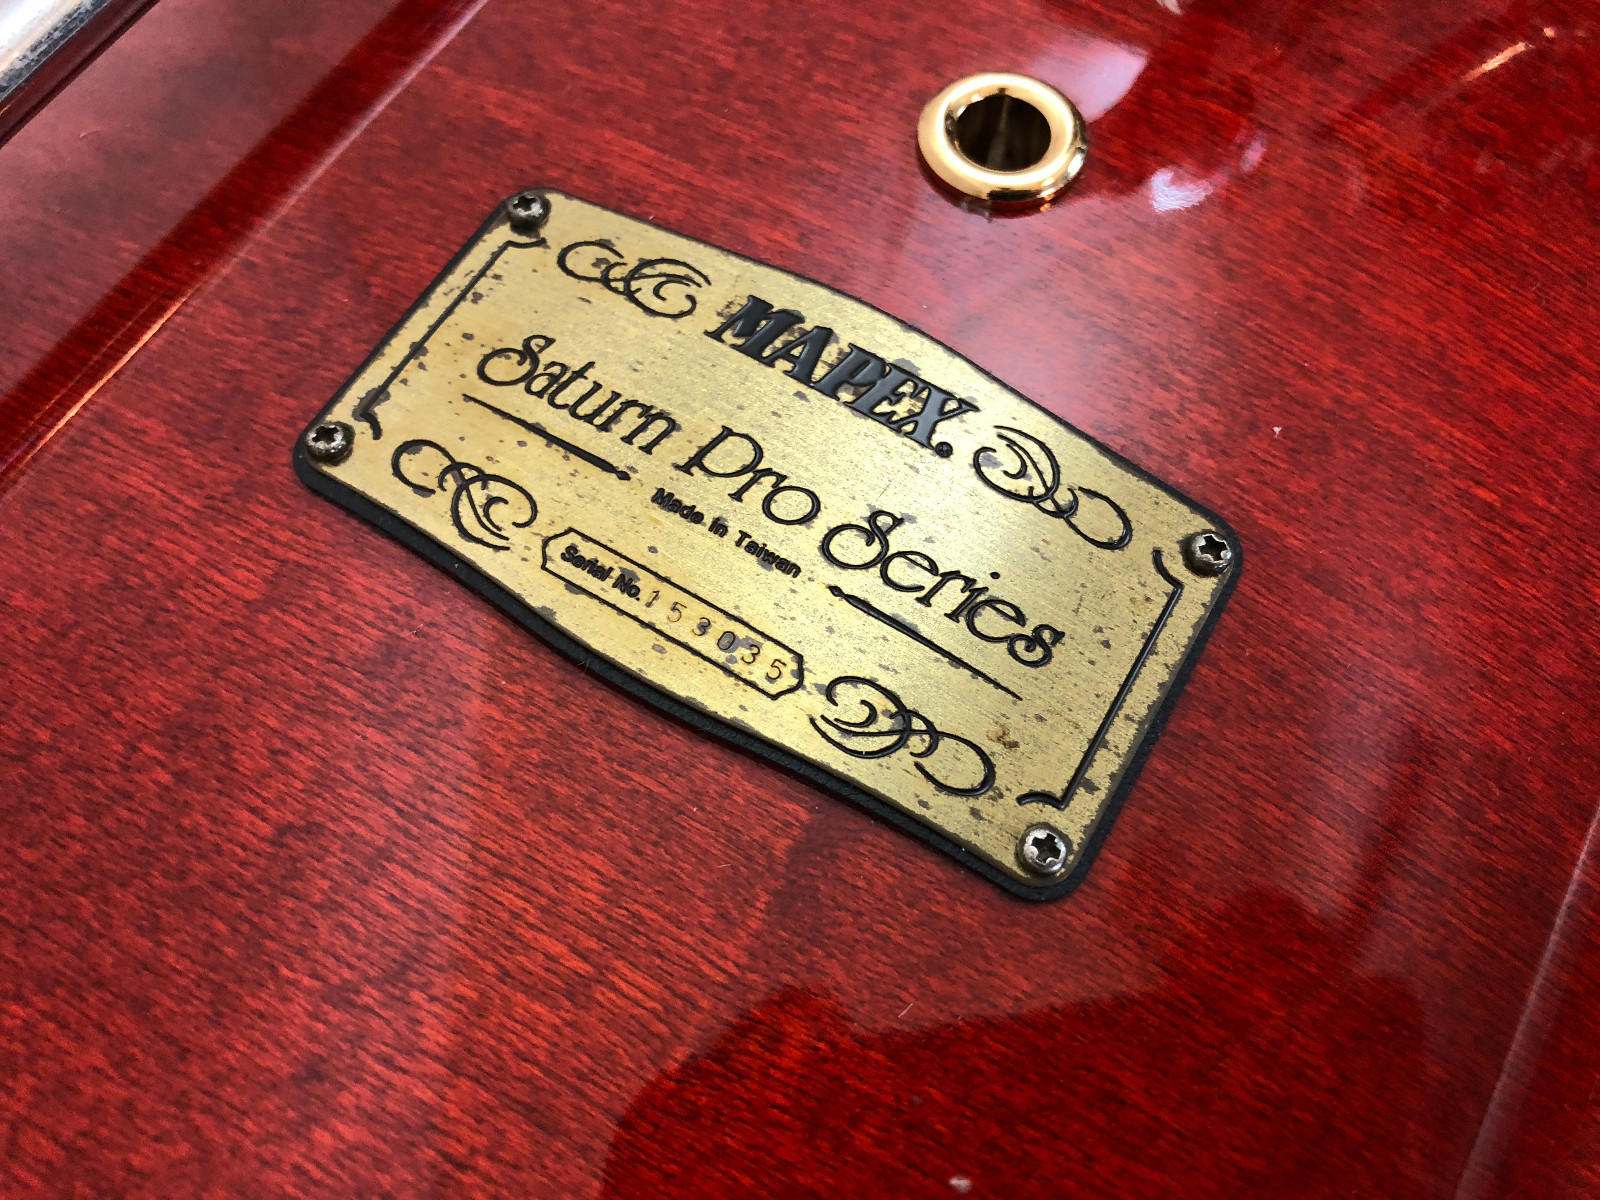 MAPEX.
Saturn Pro Series
Made in Taiwan
Serial No. 153035